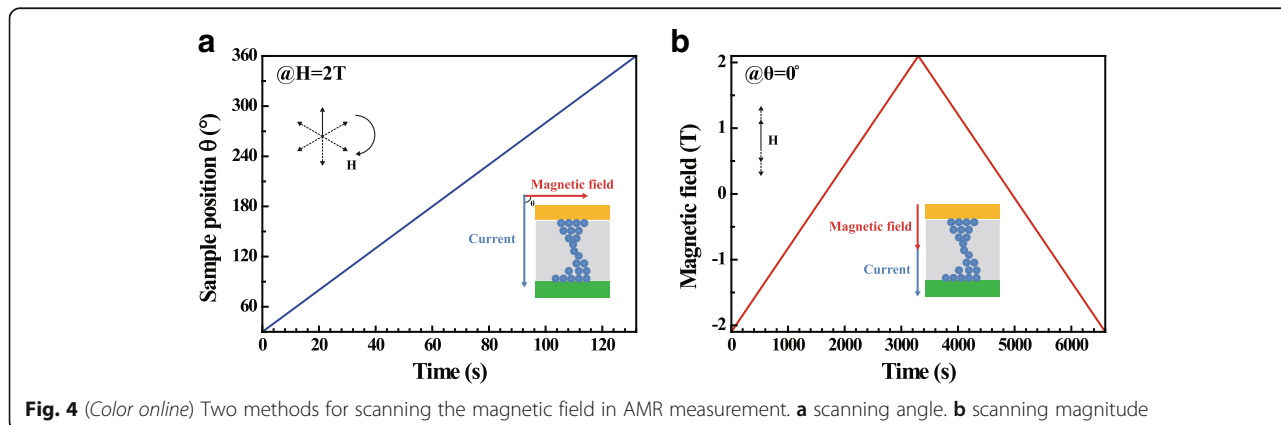 a
@H=2T
H
Magnetic field
θ
Current
360
300
240
180
120
60
0 20 40 60 80 100 120
Sample position θ (°)
Time (s)
b
@θ=0°
H
Magnetic field
Current
2
1
0
-1
-2
0 1000 2000 3000 4000 5000 6000
Magnetic field (T)
Time (s)
Fig. 4 (Color online) Two methods for scanning the magnetic field in AMR measurement. a scanning angle. b scanning magnitude